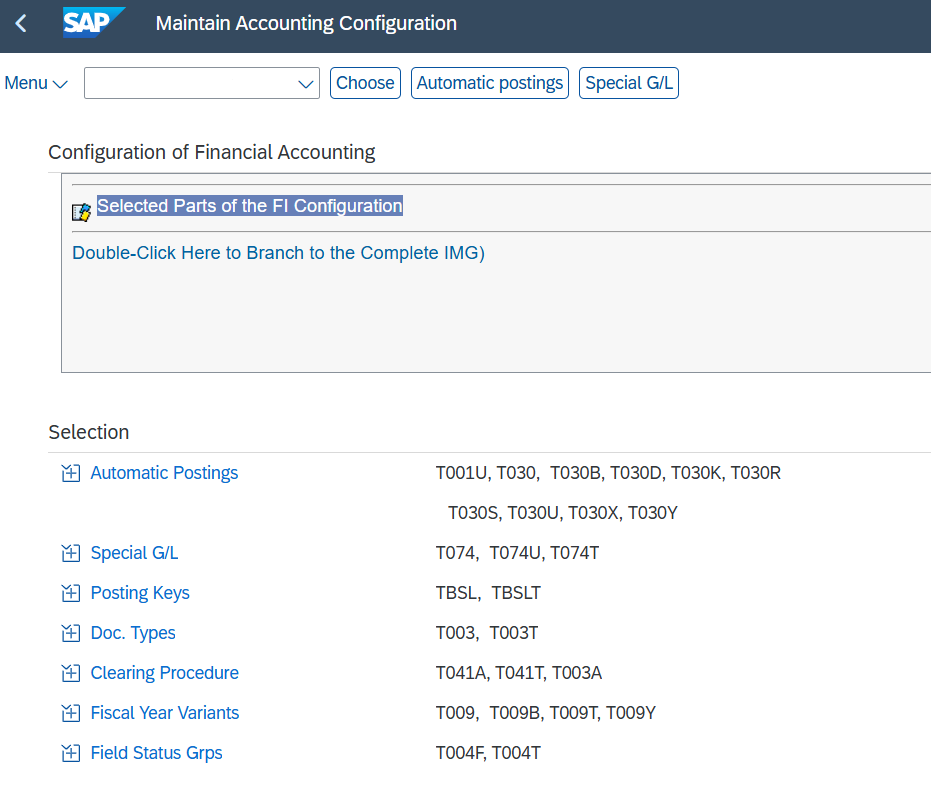 SAP Maintain Accounting Configuration
Menu Choose Automatic postings Special G/L
Configuration of Financial Accounting
Selected Parts of the FI Configuration
Double-Click Here to Branch to the Complete IMG)
Selection
Automatic Postings T001U, T030, T030B, T030D, T030K, T030R
T030S, T030U, T030X, T030Y
Special G/L T074, T074U, T074T
Posting Keys TBSL, TBSLT
Doc. Types T003, T003T
Clearing Procedure T041A, T041T, T003A
Fiscal Year Variants T009, T009B, T009T, T009Y
Field Status Grps T004F, T004T